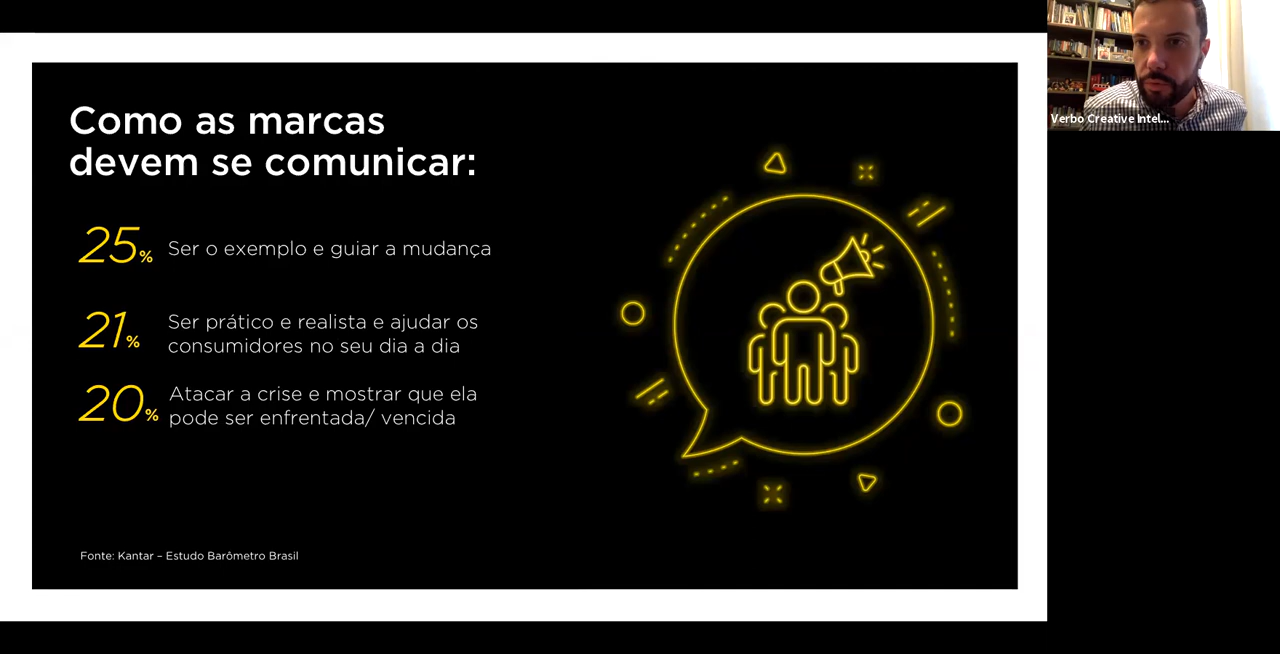 Como as marcas
devem se comunicar:
25% Ser o exemplo e guiar a mudança
21% Ser prático e realista e ajudar os
consumidores no seu dia a dia
20% Atacar a crise e mostrar que ela
pode ser enfrentada/ vencida
Fonte: Kantar – Estudo Barômetro Brasil
Verbo Creative Intel...